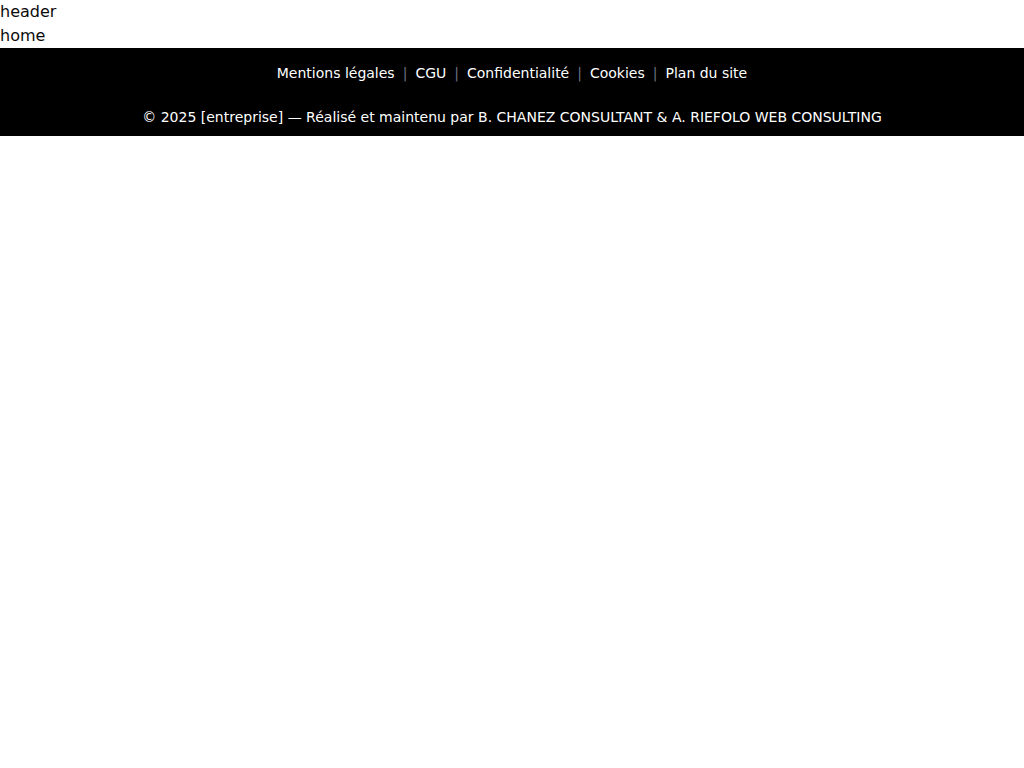 header
home
Mentions légales | CGU | Confidentialité | Cookies | Plan du site
© 2025 [entreprise] — Réalisé et maintenu par B. CHANEZ CONSULTANT & A. RIEFOLO WEB CONSULTING